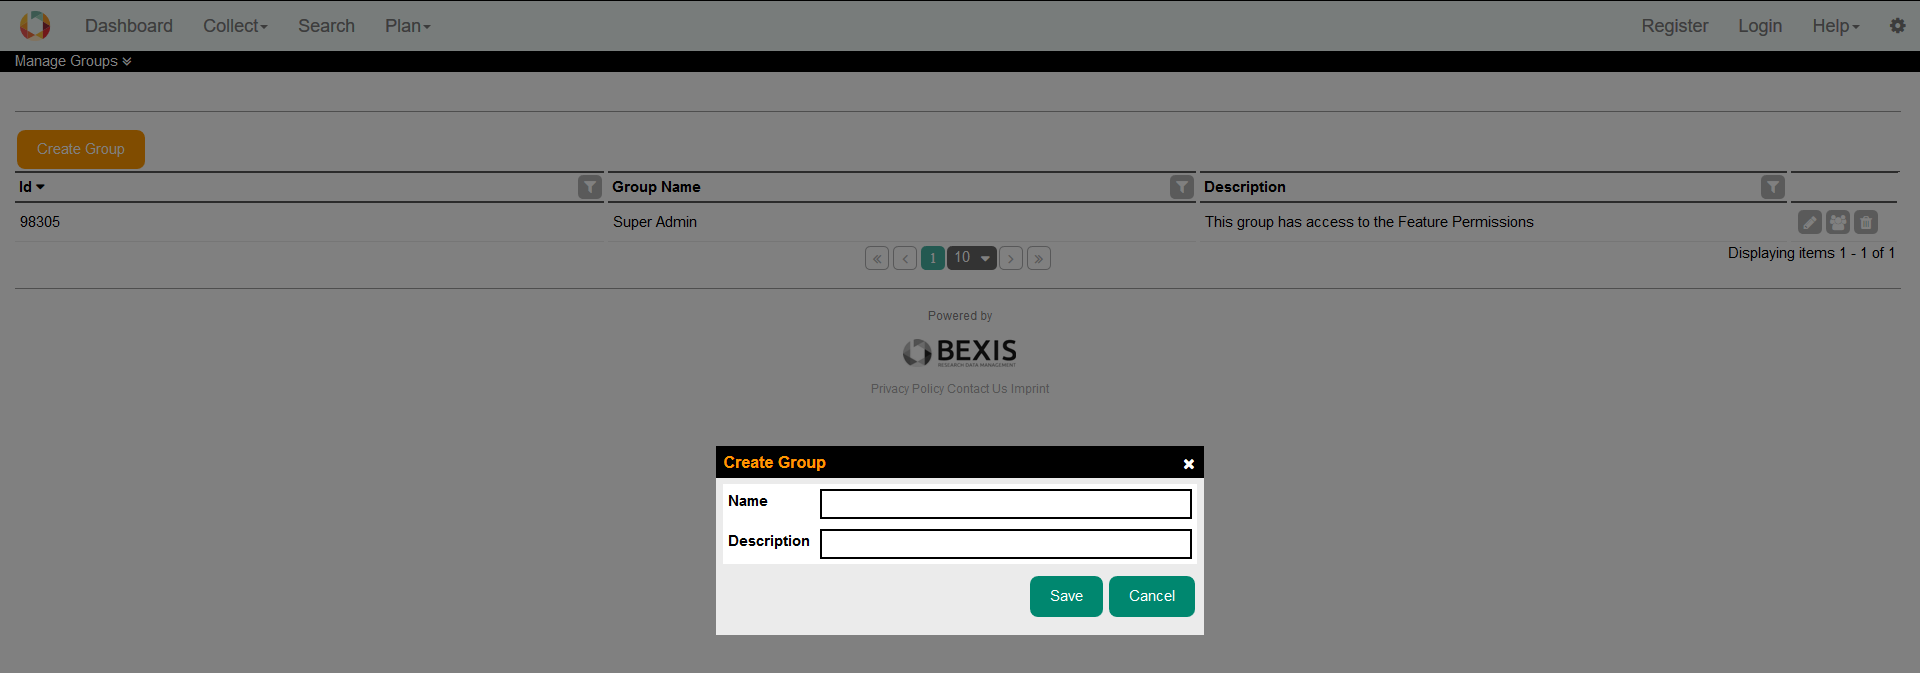 Dashboard Collect Search Plan Register Login Help
Manage Groups
Create Group
Id Group Name Description
98305 Super Admin This group has access to the Feature Permissions
« ‹ 1 10 › » Displaying items 1 - 1 of 1
Powered by
BEXIS
RESEARCH DATA MANAGEMENT
Privacy Policy Contact Us Imprint
Create Group
Name
Description
Save Cancel